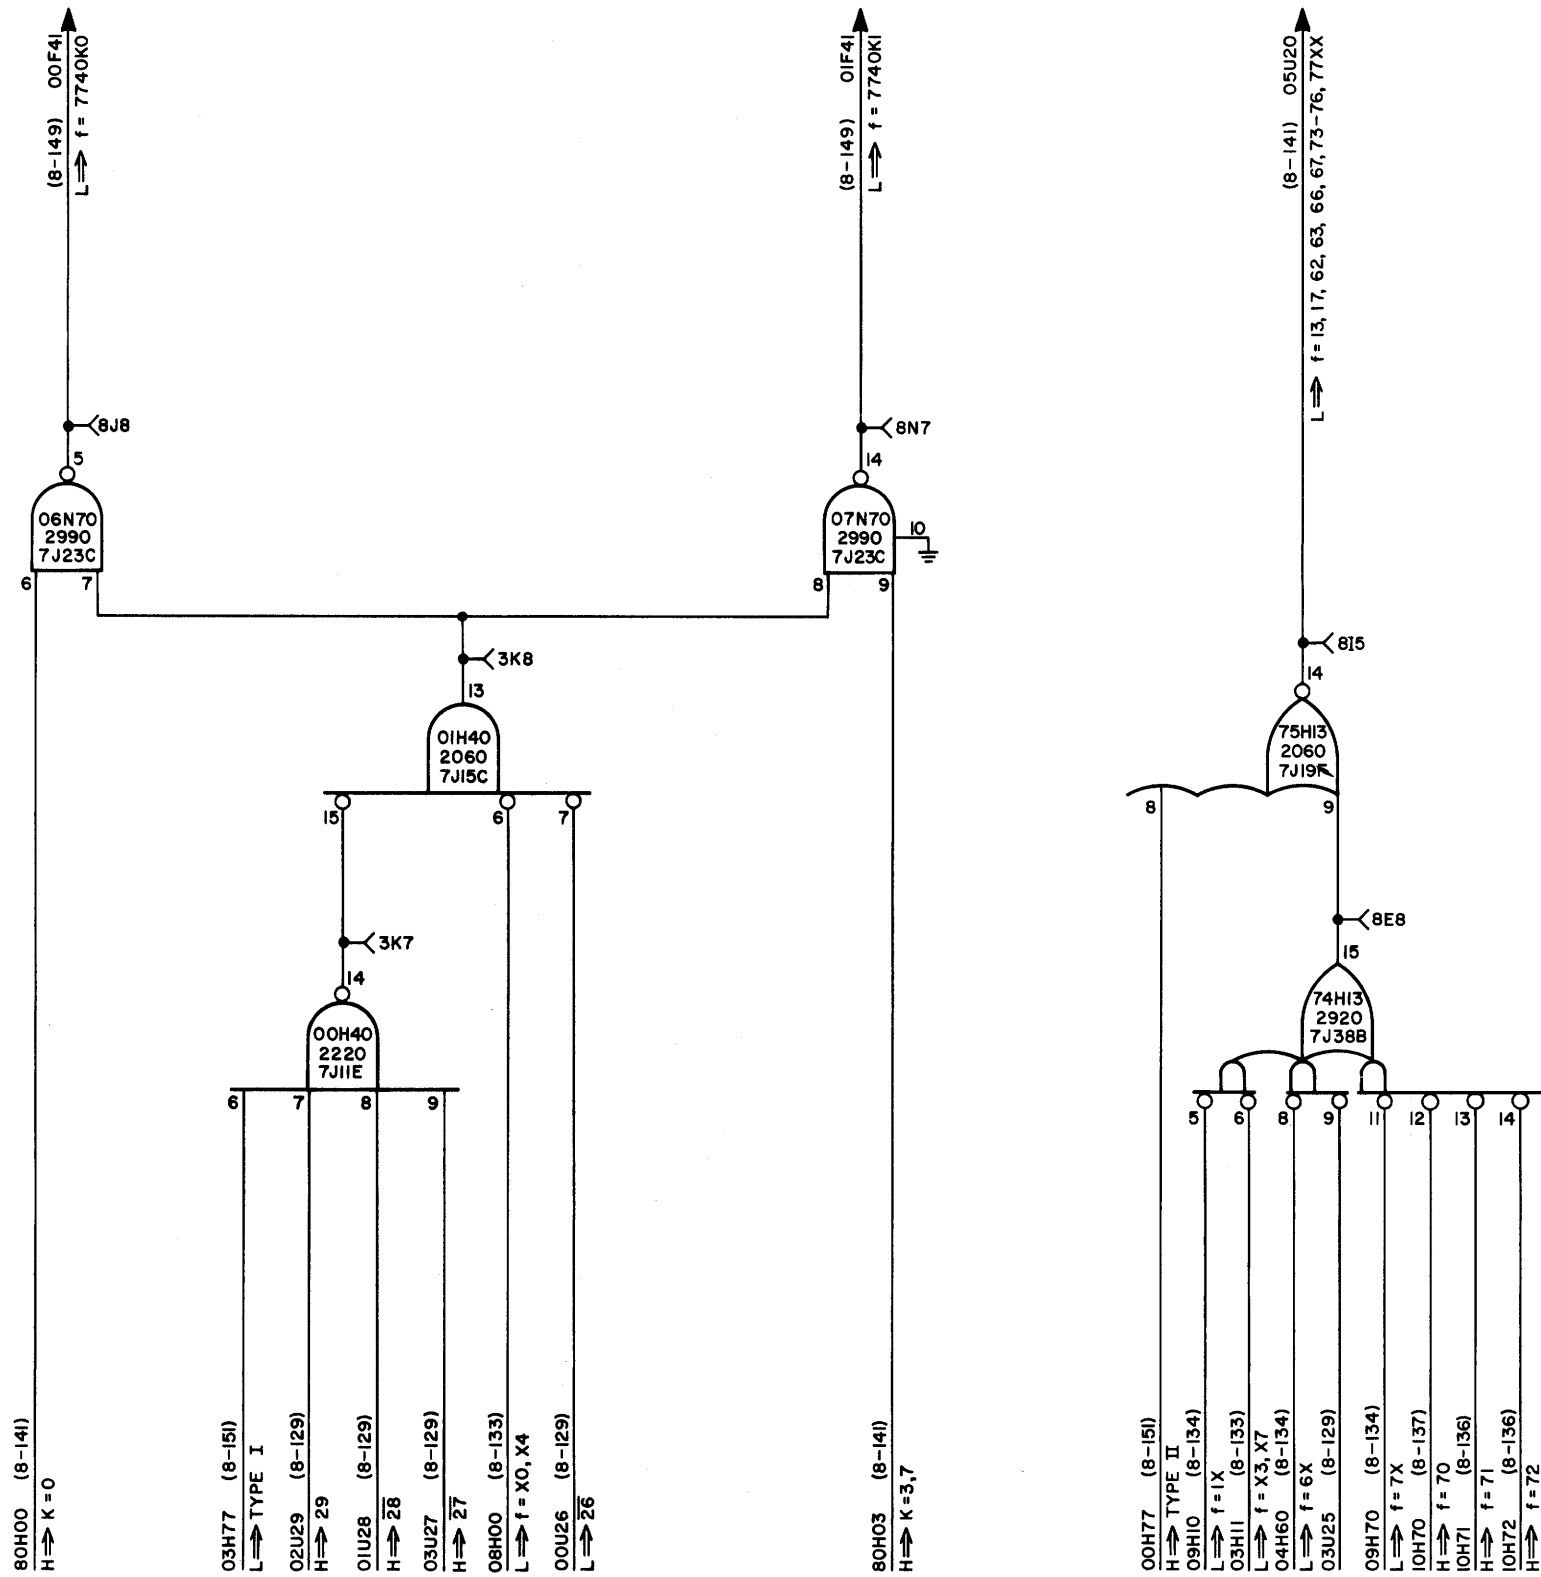 (8-149) 00F41
L⟹ f = 7740K0
(8-149) 01F41
L⟹ f = 7740K1
(8-141) 05U20
L⟹ f = 13, 17, 62, 63, 66, 67, 73-76, 77XX
8J8
5
06N70
2990
7J23C
6 7
8N7
14
07N70
2990
7J23C
10
8 9
3K8
13
01H40
2060
7J15C
15 6 7
3K7
14
00H40
2220
7J11E
6 7 8 9
8I5
14
75H13
2060
7J19F
8 9
8E8
15
74H13
2920
7J38B
5 6 8 9 11 12 13 14
80H00 (8-141)
H⟹ K = 0
03H77 (8-151)
L⟹ TYPE I
02U29 (8-129)
H⟹ 29
01U28 (8-129)
H⟹ 2̅8̅
03U27 (8-129)
H⟹ 2̅7̅
08H00 (8-133)
L⟹ f = X0, X4
00U26 (8-129)
L⟹ 2̅6̅
80H03 (8-141)
H⟹ K = 3,7
00H77 (8-151)
H⟹ TYPE II
09H10 (8-134)
L⟹ f = 1X
03H11 (8-133)
L⟹ f = X3, X7
04H60 (8-134)
L⟹ f = 6X
03U25 (8-129)
09H70 (8-134)
L⟹ f = 7X
10H70 (8-137)
H⟹ f = 70
10H71 (8-136)
H⟹ f = 71
10H72 (8-136)
H⟹ f = 72